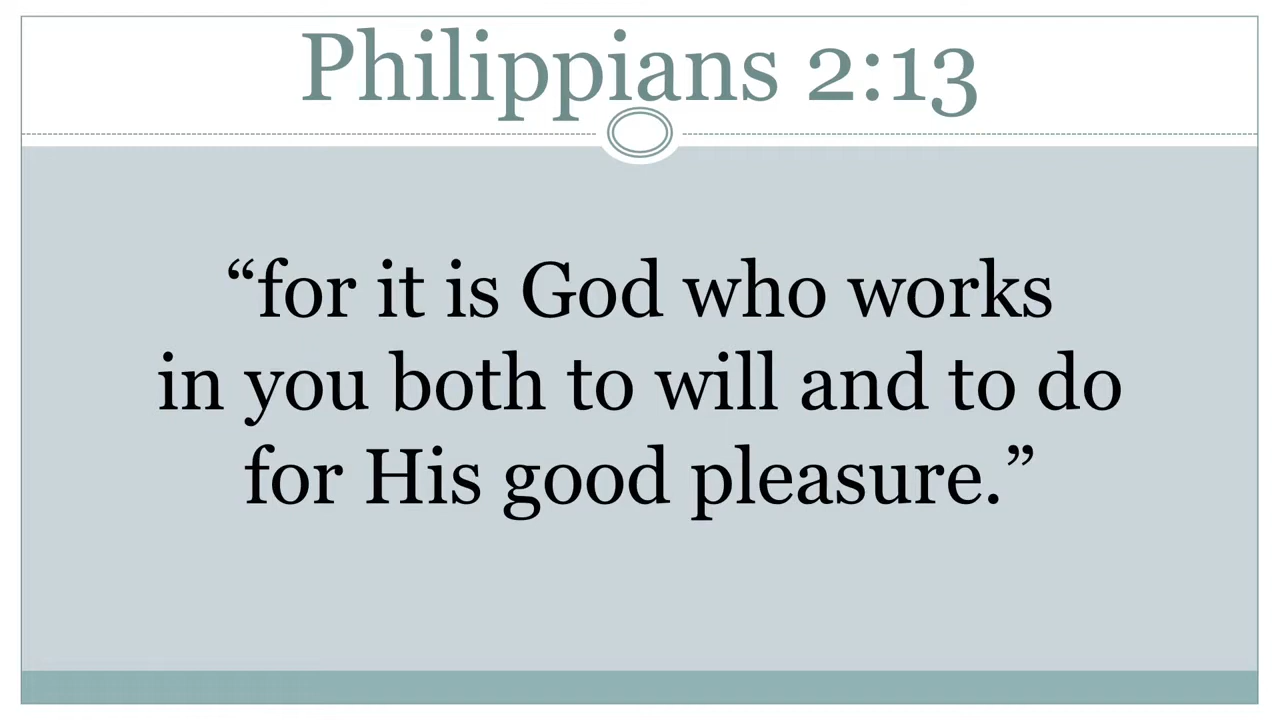 Philippians 2:13
“for it is God who works
in you both to will and to do
for His good pleasure.”